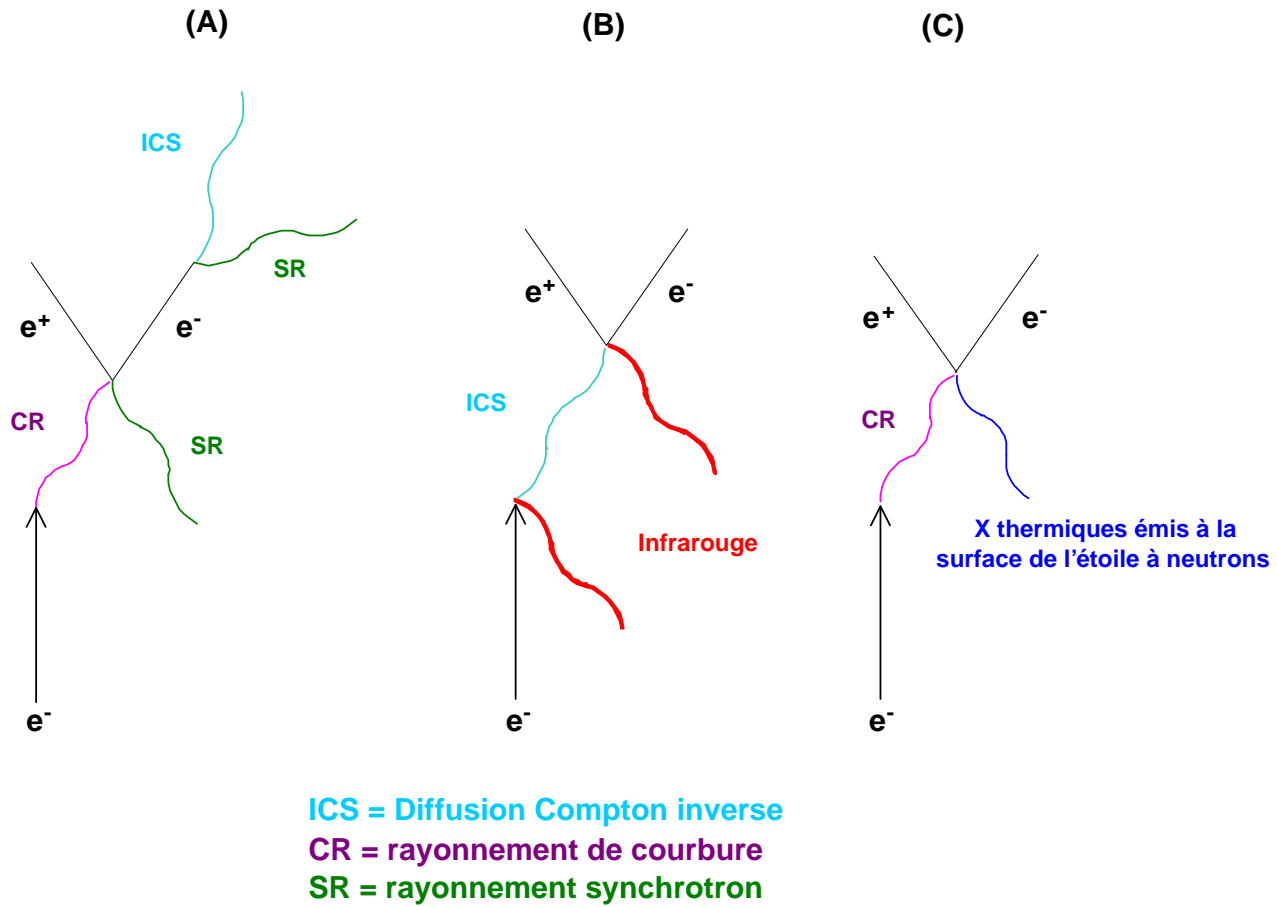 (A)
ICS
SR
e+
e-
CR
SR
e-
(B)
e+
e-
ICS
Infrarouge
e-
(C)
e+
e-
CR
X thermiques émis à la
surface de l'étoile à neutrons
e-
ICS = Diffusion Compton inverse
CR = rayonnement de courbure
SR = rayonnement synchrotron